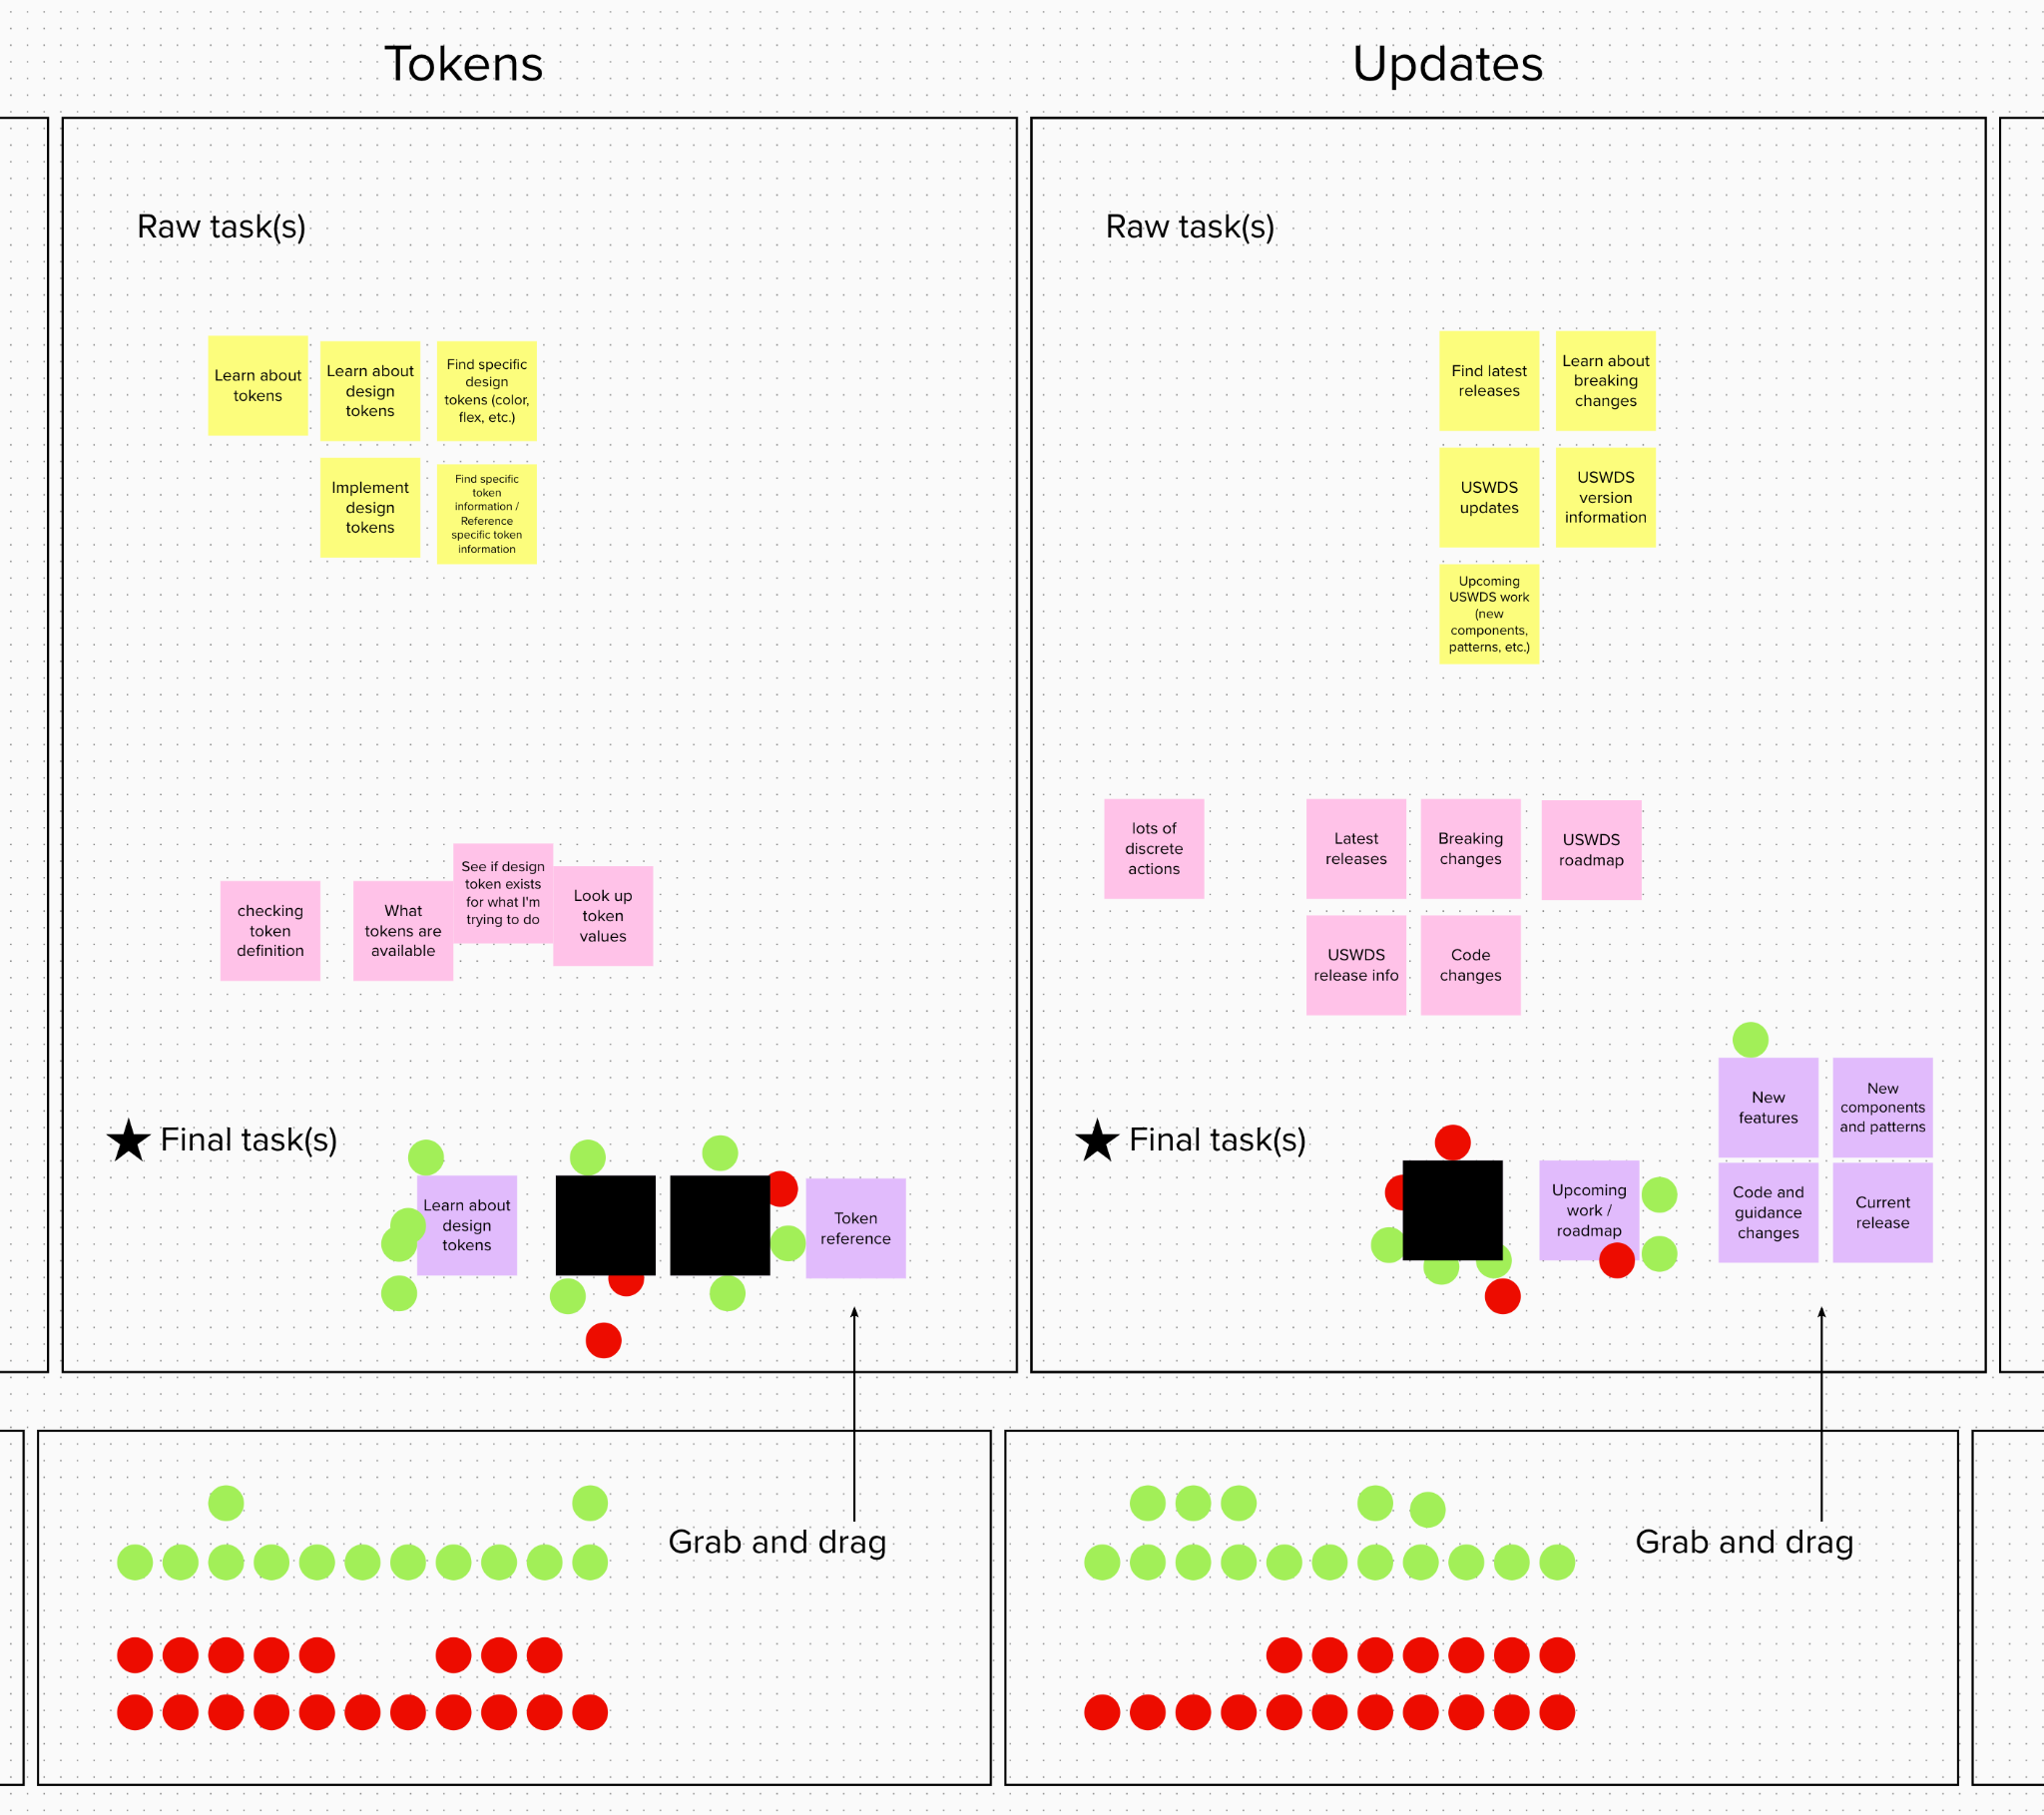 Tokens
Raw task(s)
Learn about
tokens
Learn about
design
tokens
Find specific
design
tokens (color,
flex, etc.)
Implement
design
tokens
Find specific
token
information /
Reference
specific token
information
checking
token
definition
What
tokens are
available
See if design
token exists
for what I'm
trying to do
Look up
token
values
Final task(s)
Learn about
design
tokens
Token
reference
Grab and drag
Updates
Raw task(s)
Find latest
releases
Learn about
breaking
changes
USWDS
updates
USWDS
version
information
Upcoming
USWDS work
(new
components,
patterns, etc.)
lots of
discrete
actions
Latest
releases
Breaking
changes
USWDS
roadmap
USWDS
release info
Code
changes
Final task(s)
Upcoming
work /
roadmap
New
features
New
components
and patterns
Code and
guidance
changes
Current
release
Grab and drag